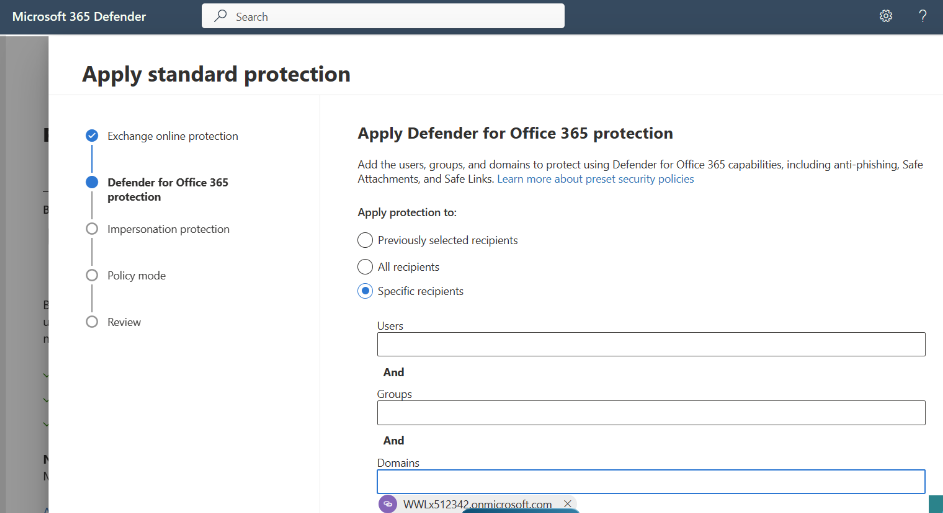 Microsoft 365 Defender
Search
?
Apply standard protection
Exchange online protection
Defender for Office 365
protection
Impersonation protection
Policy mode
Review
Apply Defender for Office 365 protection
Add the users, groups, and domains to protect using Defender for Office 365 capabilities, including anti-phishing, Safe
Attachments, and Safe Links. Learn more about preset security policies
Apply protection to:
Previously selected recipients
All recipients
Specific recipients
Users
And
Groups
And
Domains
WWLx512342.onmicrosoft.com